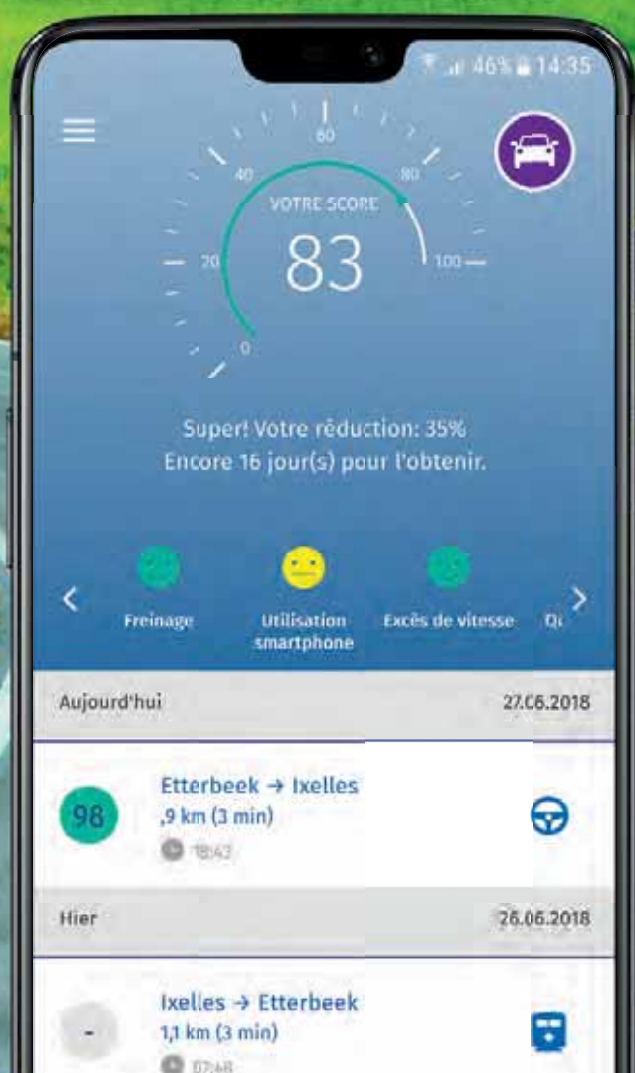 46% 14:35
0
20
40
60
80
100
VOTRE SCORE
83
Super! Votre réduction: 35%
Encore 16 jour(s) pour l'obtenir.
Freinage
Utilisation
smartphone
Excès de vitesse
Aujourd'hui 27.06.2018
98
Etterbeek → Ixelles
,9 km (3 min)
18:43
Hier 26.06.2018
-
Ixelles → Etterbeek
1,1 km (3 min)